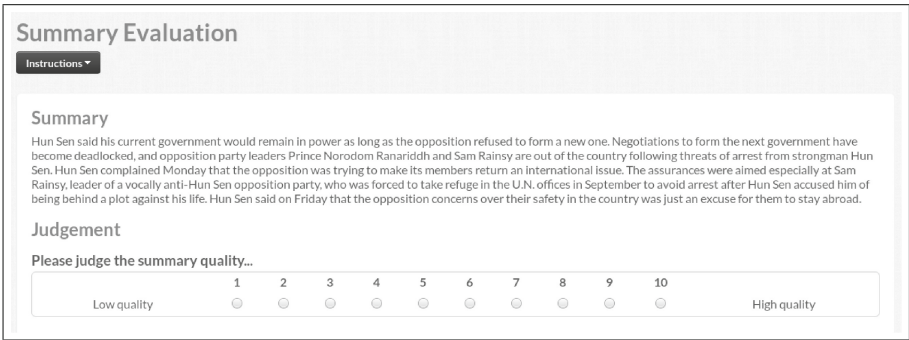 Summary Evaluation
Instructions
Summary
Hun Sen said his current government would remain in power as long as the opposition refused to form a new one. Negotiations to form the next government have
become deadlocked, and opposition party leaders Prince Norodom Ranariddh and Sam Rainsy are out of the country following threats of arrest from strongman Hun
Sen. Hun Sen complained Monday that the opposition was trying to make its members return an international issue. The assurances were aimed especially at Sam
Rainsy, leader of a vocally anti-Hun Sen opposition party, who was forced to take refuge in the U.N. offices in September to avoid arrest after Hun Sen accused him of
being behind a plot against his life. Hun Sen said on Friday that the opposition concerns over their safety in the country was just an excuse for them to stay abroad.
Judgement
Please judge the summary quality...
1 2 3 4 5 6 7 8 9 10
Low quality High quality